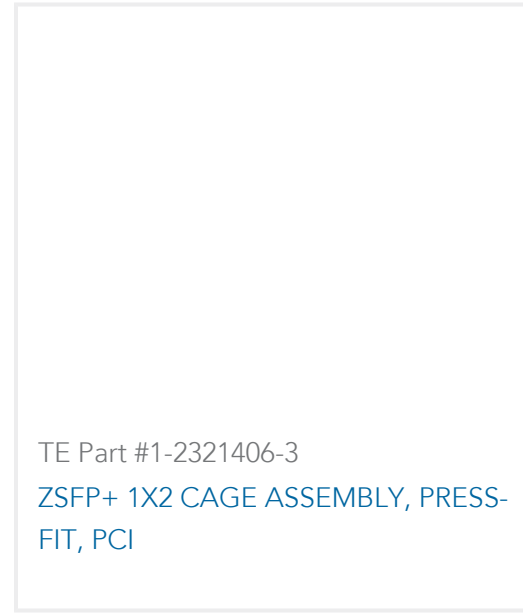 TE Part #1-2321406-3
ZSFP+ 1X2 CAGE ASSEMBLY, PRESS-
FIT, PCI